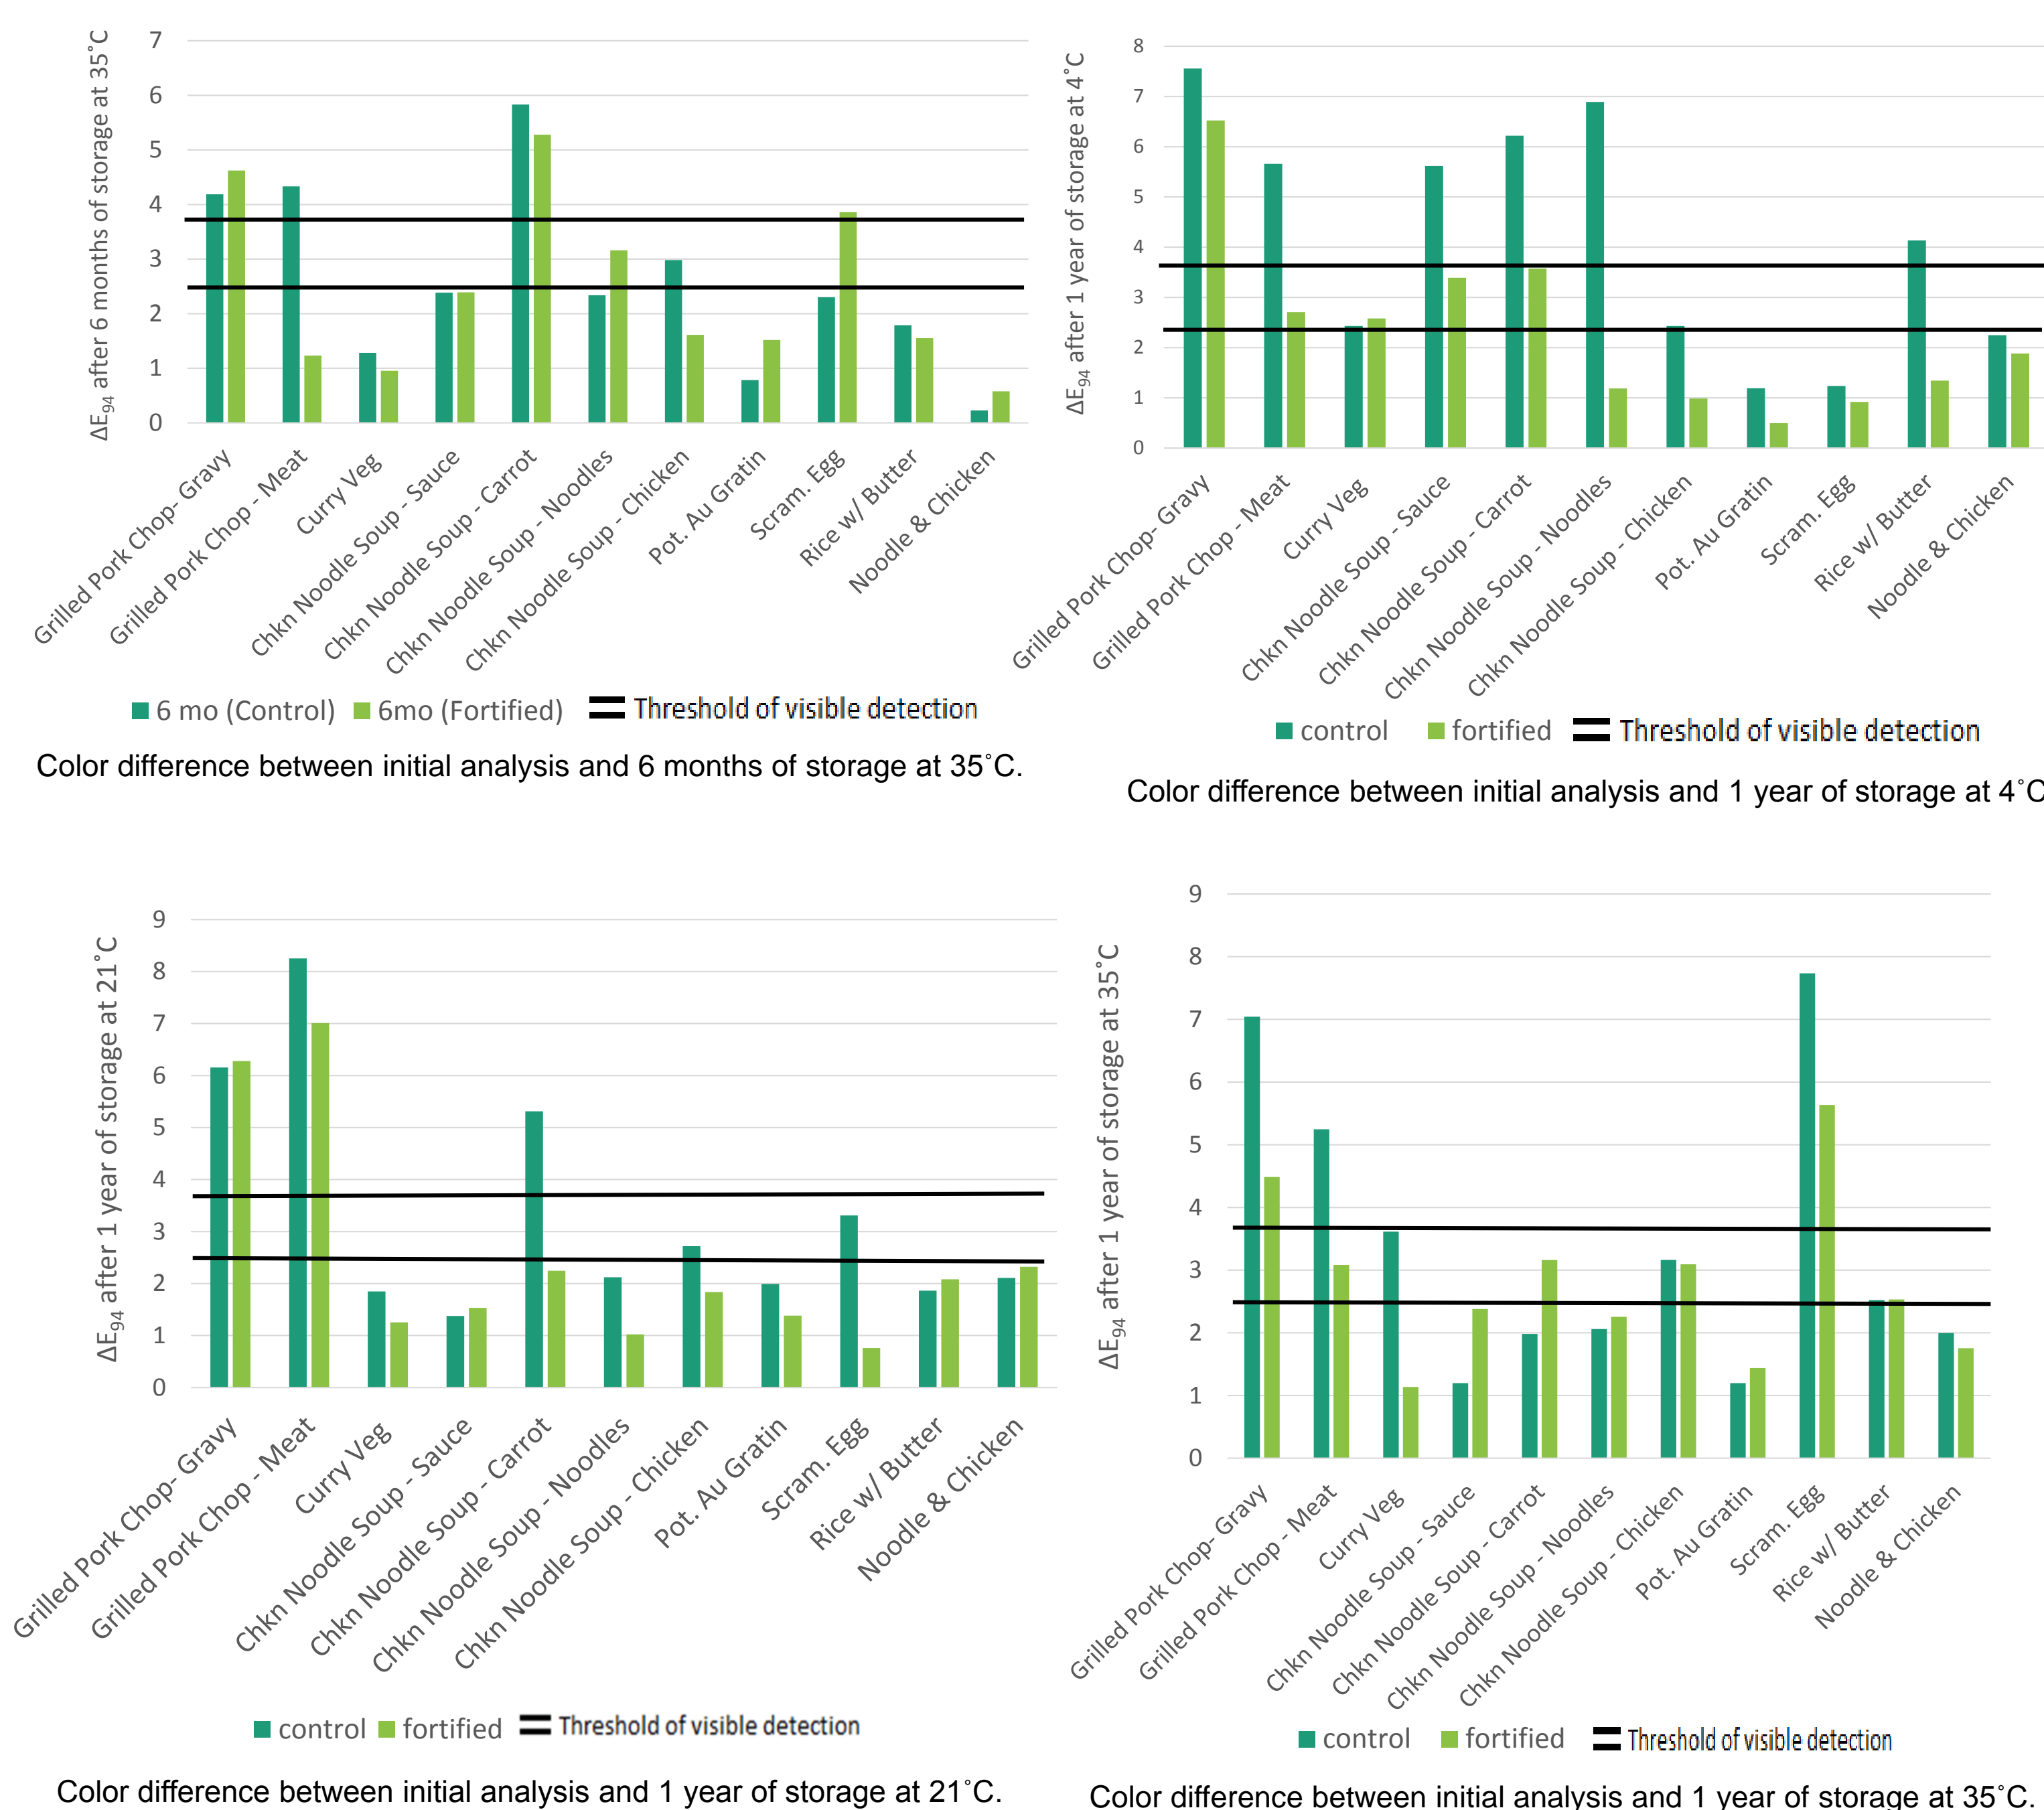 ΔE94 after 6 months of storage at 35˚C
7
6
5
4
3
2
1
0
Grilled Pork Chop- Gravy
Grilled Pork Chop - Meat
Curry Veg
Chkn Noodle Soup - Sauce
Chkn Noodle Soup - Carrot
Chkn Noodle Soup - Noodles
Chkn Noodle Soup - Chicken
Pot. Au Gratin
Scram. Egg
Rice w/ Butter
Noodle & Chicken
6 mo (Control) 6mo (Fortified) Threshold of visible detection
Color difference between initial analysis and 6 months of storage at 35˚C.
ΔE94 after 1 year of storage at 4˚C
8
7
6
5
4
3
2
1
0
Grilled Pork Chop- Gravy
Grilled Pork Chop - Meat
Curry Veg
Chkn Noodle Soup - Sauce
Chkn Noodle Soup - Carrot
Chkn Noodle Soup - Noodles
Chkn Noodle Soup - Chicken
Pot. Au Gratin
Scram. Egg
Rice w/ Butter
Noodle & Chicken
control fortified Threshold of visible detection
Color difference between initial analysis and 1 year of storage at 4˚C
ΔE94 after 1 year of storage at 21˚C
9
8
7
6
5
4
3
2
1
0
Grilled Pork Chop- Gravy
Grilled Pork Chop - Meat
Curry Veg
Chkn Noodle Soup - Sauce
Chkn Noodle Soup - Carrot
Chkn Noodle Soup - Noodles
Chkn Noodle Soup - Chicken
Pot. Au Gratin
Scram. Egg
Rice w/ Butter
Noodle & Chicken
control fortified Threshold of visible detection
Color difference between initial analysis and 1 year of storage at 21˚C.
ΔE94 after 1 year of storage at 35˚C
9
8
7
6
5
4
3
2
1
0
Grilled Pork Chop- Gravy
Grilled Pork Chop - Meat
Curry Veg
Chkn Noodle Soup - Sauce
Chkn Noodle Soup - Carrot
Chkn Noodle Soup - Noodles
Chkn Noodle Soup - Chicken
Pot. Au Gratin
Scram. Egg
Rice w/ Butter
Noodle & Chicken
control fortified Threshold of visible detection
Color difference between initial analysis and 1 year of storage at 35˚C.